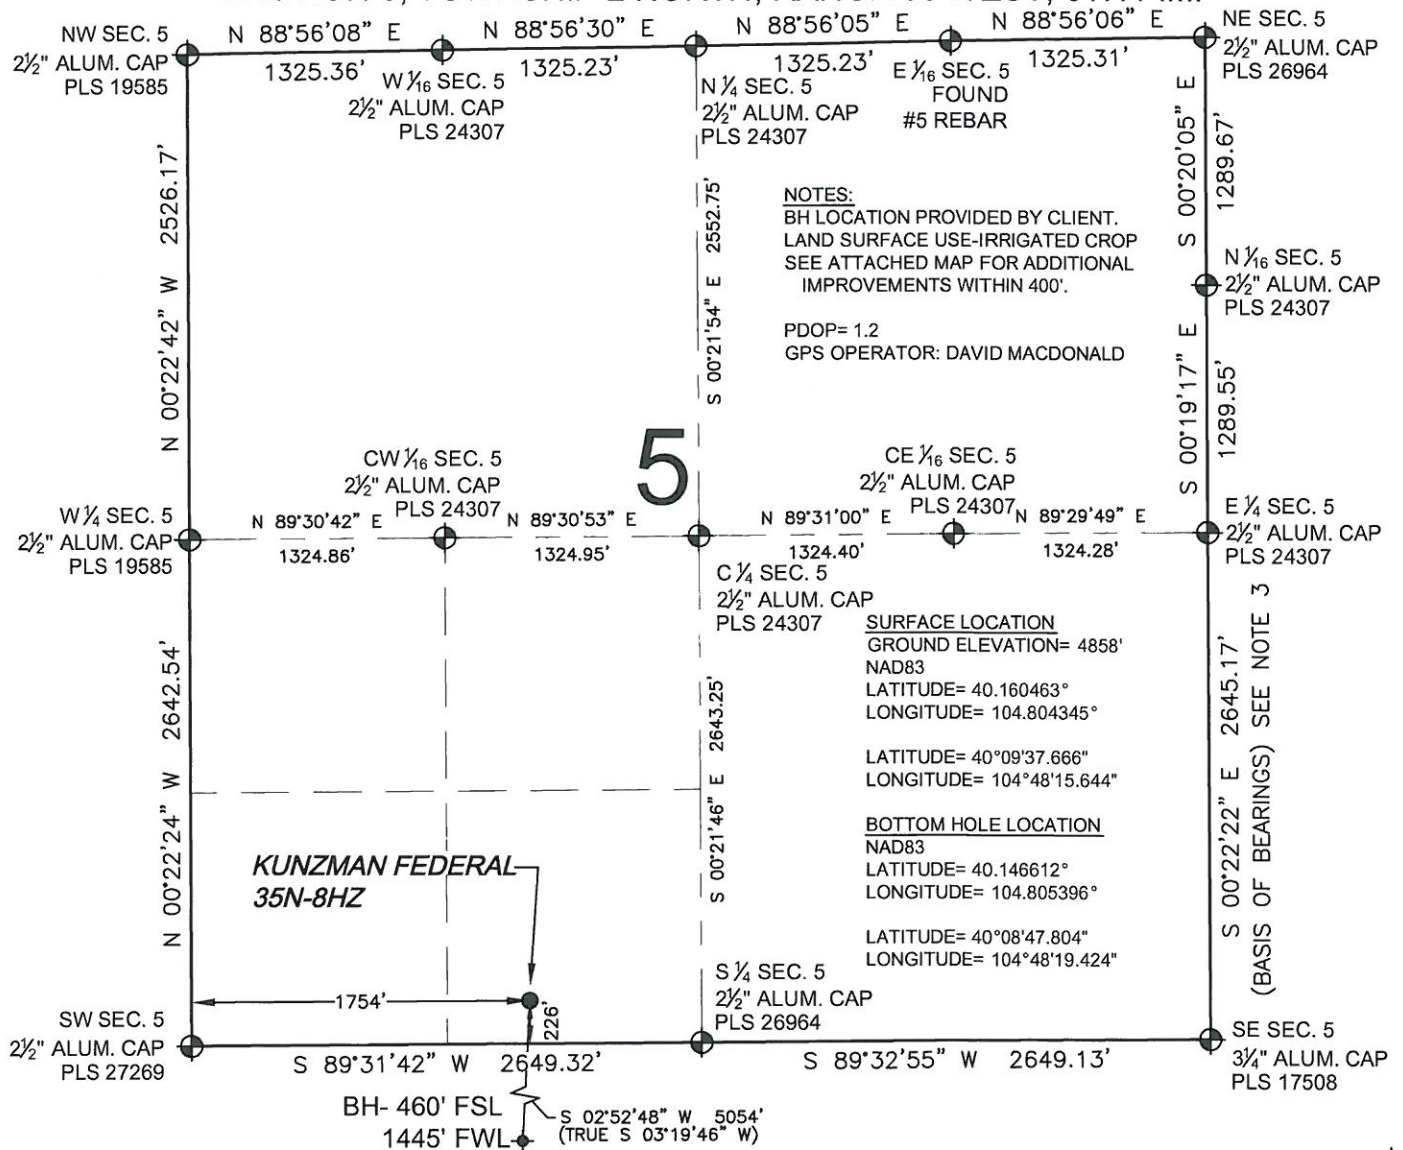 NW SEC. 5
2½" ALUM. CAP
PLS 19585
N 88°56'08" E
1325.36'
W 1/16 SEC. 5
2½" ALUM. CAP
PLS 24307
N 88°56'30" E
1325.23'
N ¼ SEC. 5
2½" ALUM. CAP
PLS 24307
N 88°56'05" E
1325.23'
E 1/16 SEC. 5
FOUND
#5 REBAR
N 88°56'06" E
1325.31'
NE SEC. 5
2½" ALUM. CAP
PLS 26964
N 00°22'42" W 2526.17'
S 00°21'54" E 2552.75'
NOTES:
BH LOCATION PROVIDED BY CLIENT.
LAND SURFACE USE-IRRIGATED CROP
SEE ATTACHED MAP FOR ADDITIONAL
IMPROVEMENTS WITHIN 400'.
PDOP= 1.2
GPS OPERATOR: DAVID MACDONALD
S 00°20'05" E
1289.67'
N 1/16 SEC. 5
2½" ALUM. CAP
PLS 24307
S 00°19'17" E
1289.55'
5
W ¼ SEC. 5
2½" ALUM. CAP
PLS 19585
N 89°30'42" E
1324.86'
CW 1/16 SEC. 5
2½" ALUM. CAP
PLS 24307
N 89°30'53" E
1324.95'
C ¼ SEC. 5
2½" ALUM. CAP
PLS 24307
N 89°31'00" E
1324.40'
CE 1/16 SEC. 5
2½" ALUM. CAP
PLS 24307
N 89°29'49" E
1324.28'
E ¼ SEC. 5
2½" ALUM. CAP
PLS 24307
N 00°22'24" W 2642.54'
S 00°21'46" E 2643.25'
SURFACE LOCATION
GROUND ELEVATION= 4858'
NAD83
LATITUDE= 40.160463°
LONGITUDE= 104.804345°
LATITUDE= 40°09'37.666"
LONGITUDE= 104°48'15.644"
BOTTOM HOLE LOCATION
NAD83
LATITUDE= 40.146612°
LONGITUDE= 104.805396°
LATITUDE= 40°08'47.804"
LONGITUDE= 104°48'19.424"
S 00°22'22" E 2645.17'
(BASIS OF BEARINGS) SEE NOTE 3
KUNZMAN FEDERAL
35N-8HZ
1754'
226'
SW SEC. 5
2½" ALUM. CAP
PLS 27269
S 89°31'42" W 2649.32'
S ¼ SEC. 5
2½" ALUM. CAP
PLS 26964
S 89°32'55" W 2649.13'
SE SEC. 5
3¼" ALUM. CAP
PLS 17508
BH- 460' FSL
1445' FWL
S 02°52'48" W 5054'
(TRUE S 03°19'46" W)